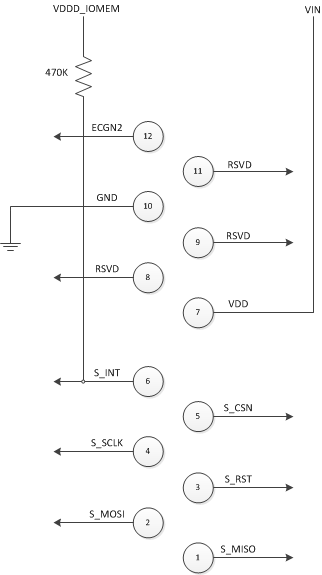 VDDD_IOMEM
VIN
470K
ECGN2
12
11
RSVD
GND
10
9
RSVD
RSVD
8
VDD
7
S_INT
6
5
S_CSN
S_SCLK
4
3
S_RST
S_MOSI
2
1
S_MISO